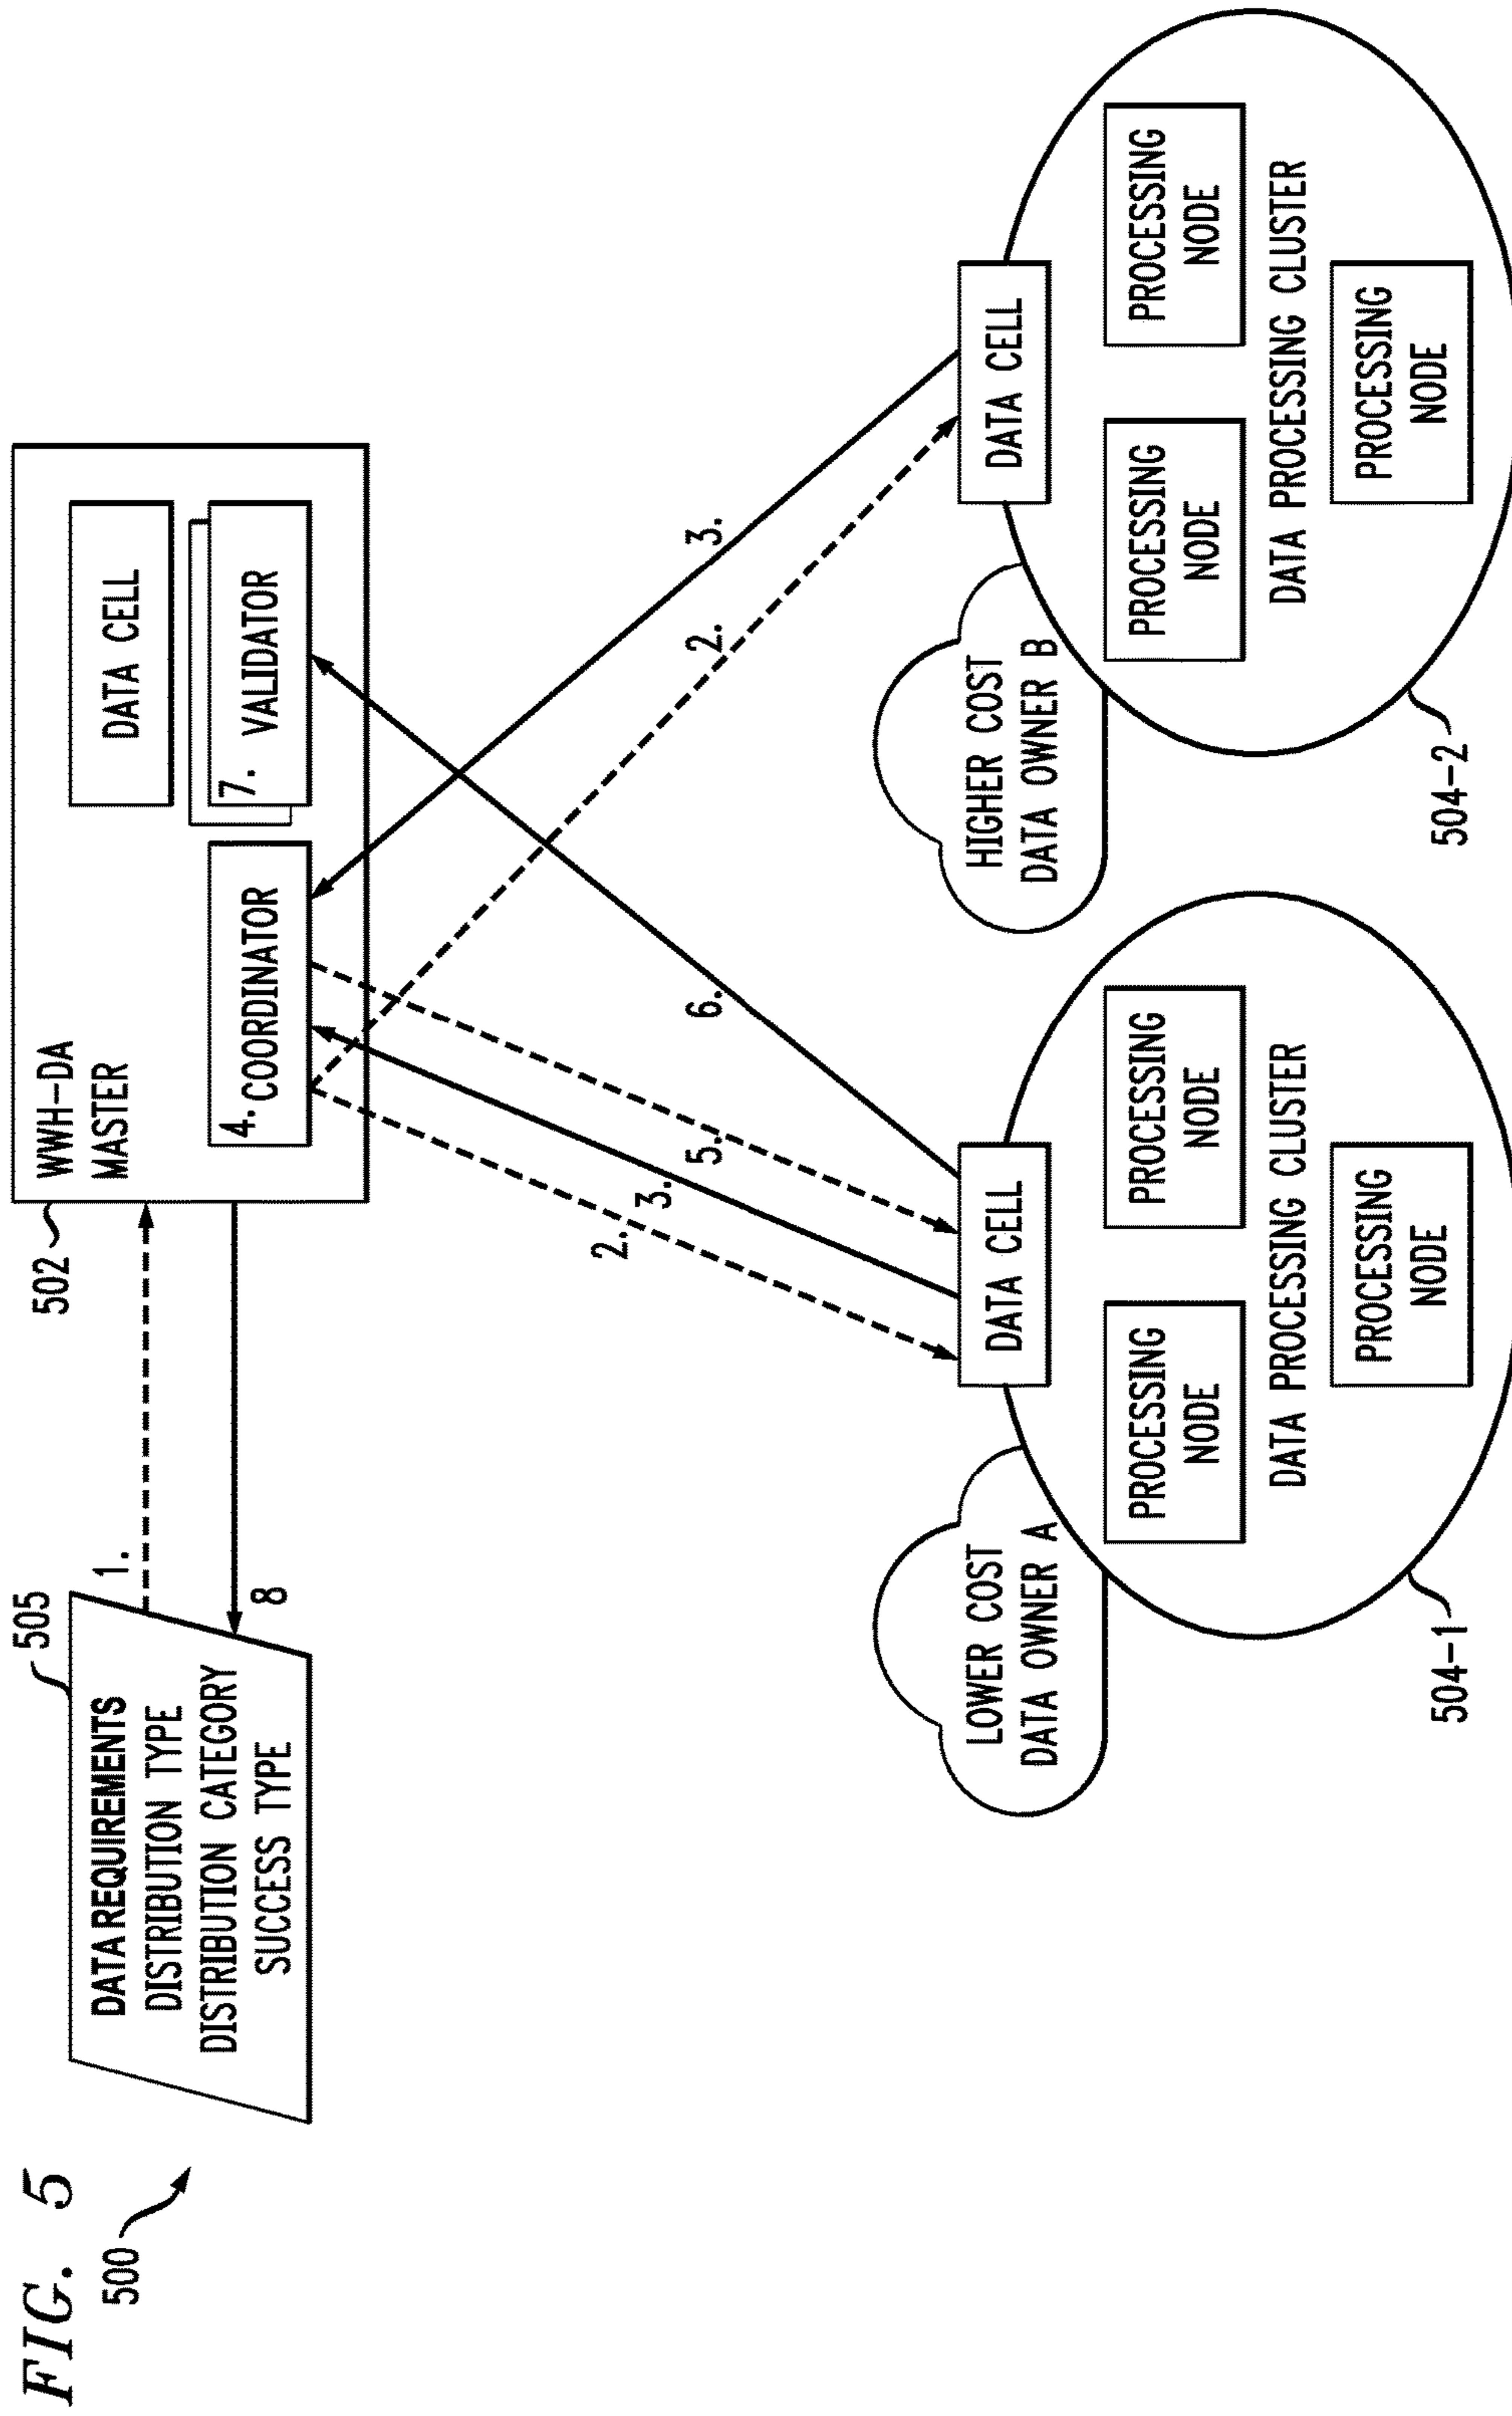 FIG. 5
500
505
DATA REQUIREMENTS
DISTRIBUTION TYPE
DISTRIBUTION CATEGORY
SUCCESS TYPE
1.
8
502
WWH-DA
MASTER
DATA CELL
4. COORDINATOR
7. VALIDATOR
2.
3.
5.
6.
2.
3.
LOWER COST
DATA OWNER A
DATA CELL
PROCESSING
NODE
PROCESSING
NODE
DATA PROCESSING CLUSTER
PROCESSING
NODE
504-1
HIGHER COST
DATA OWNER B
DATA CELL
PROCESSING
NODE
PROCESSING
NODE
DATA PROCESSING CLUSTER
PROCESSING
NODE
504-2